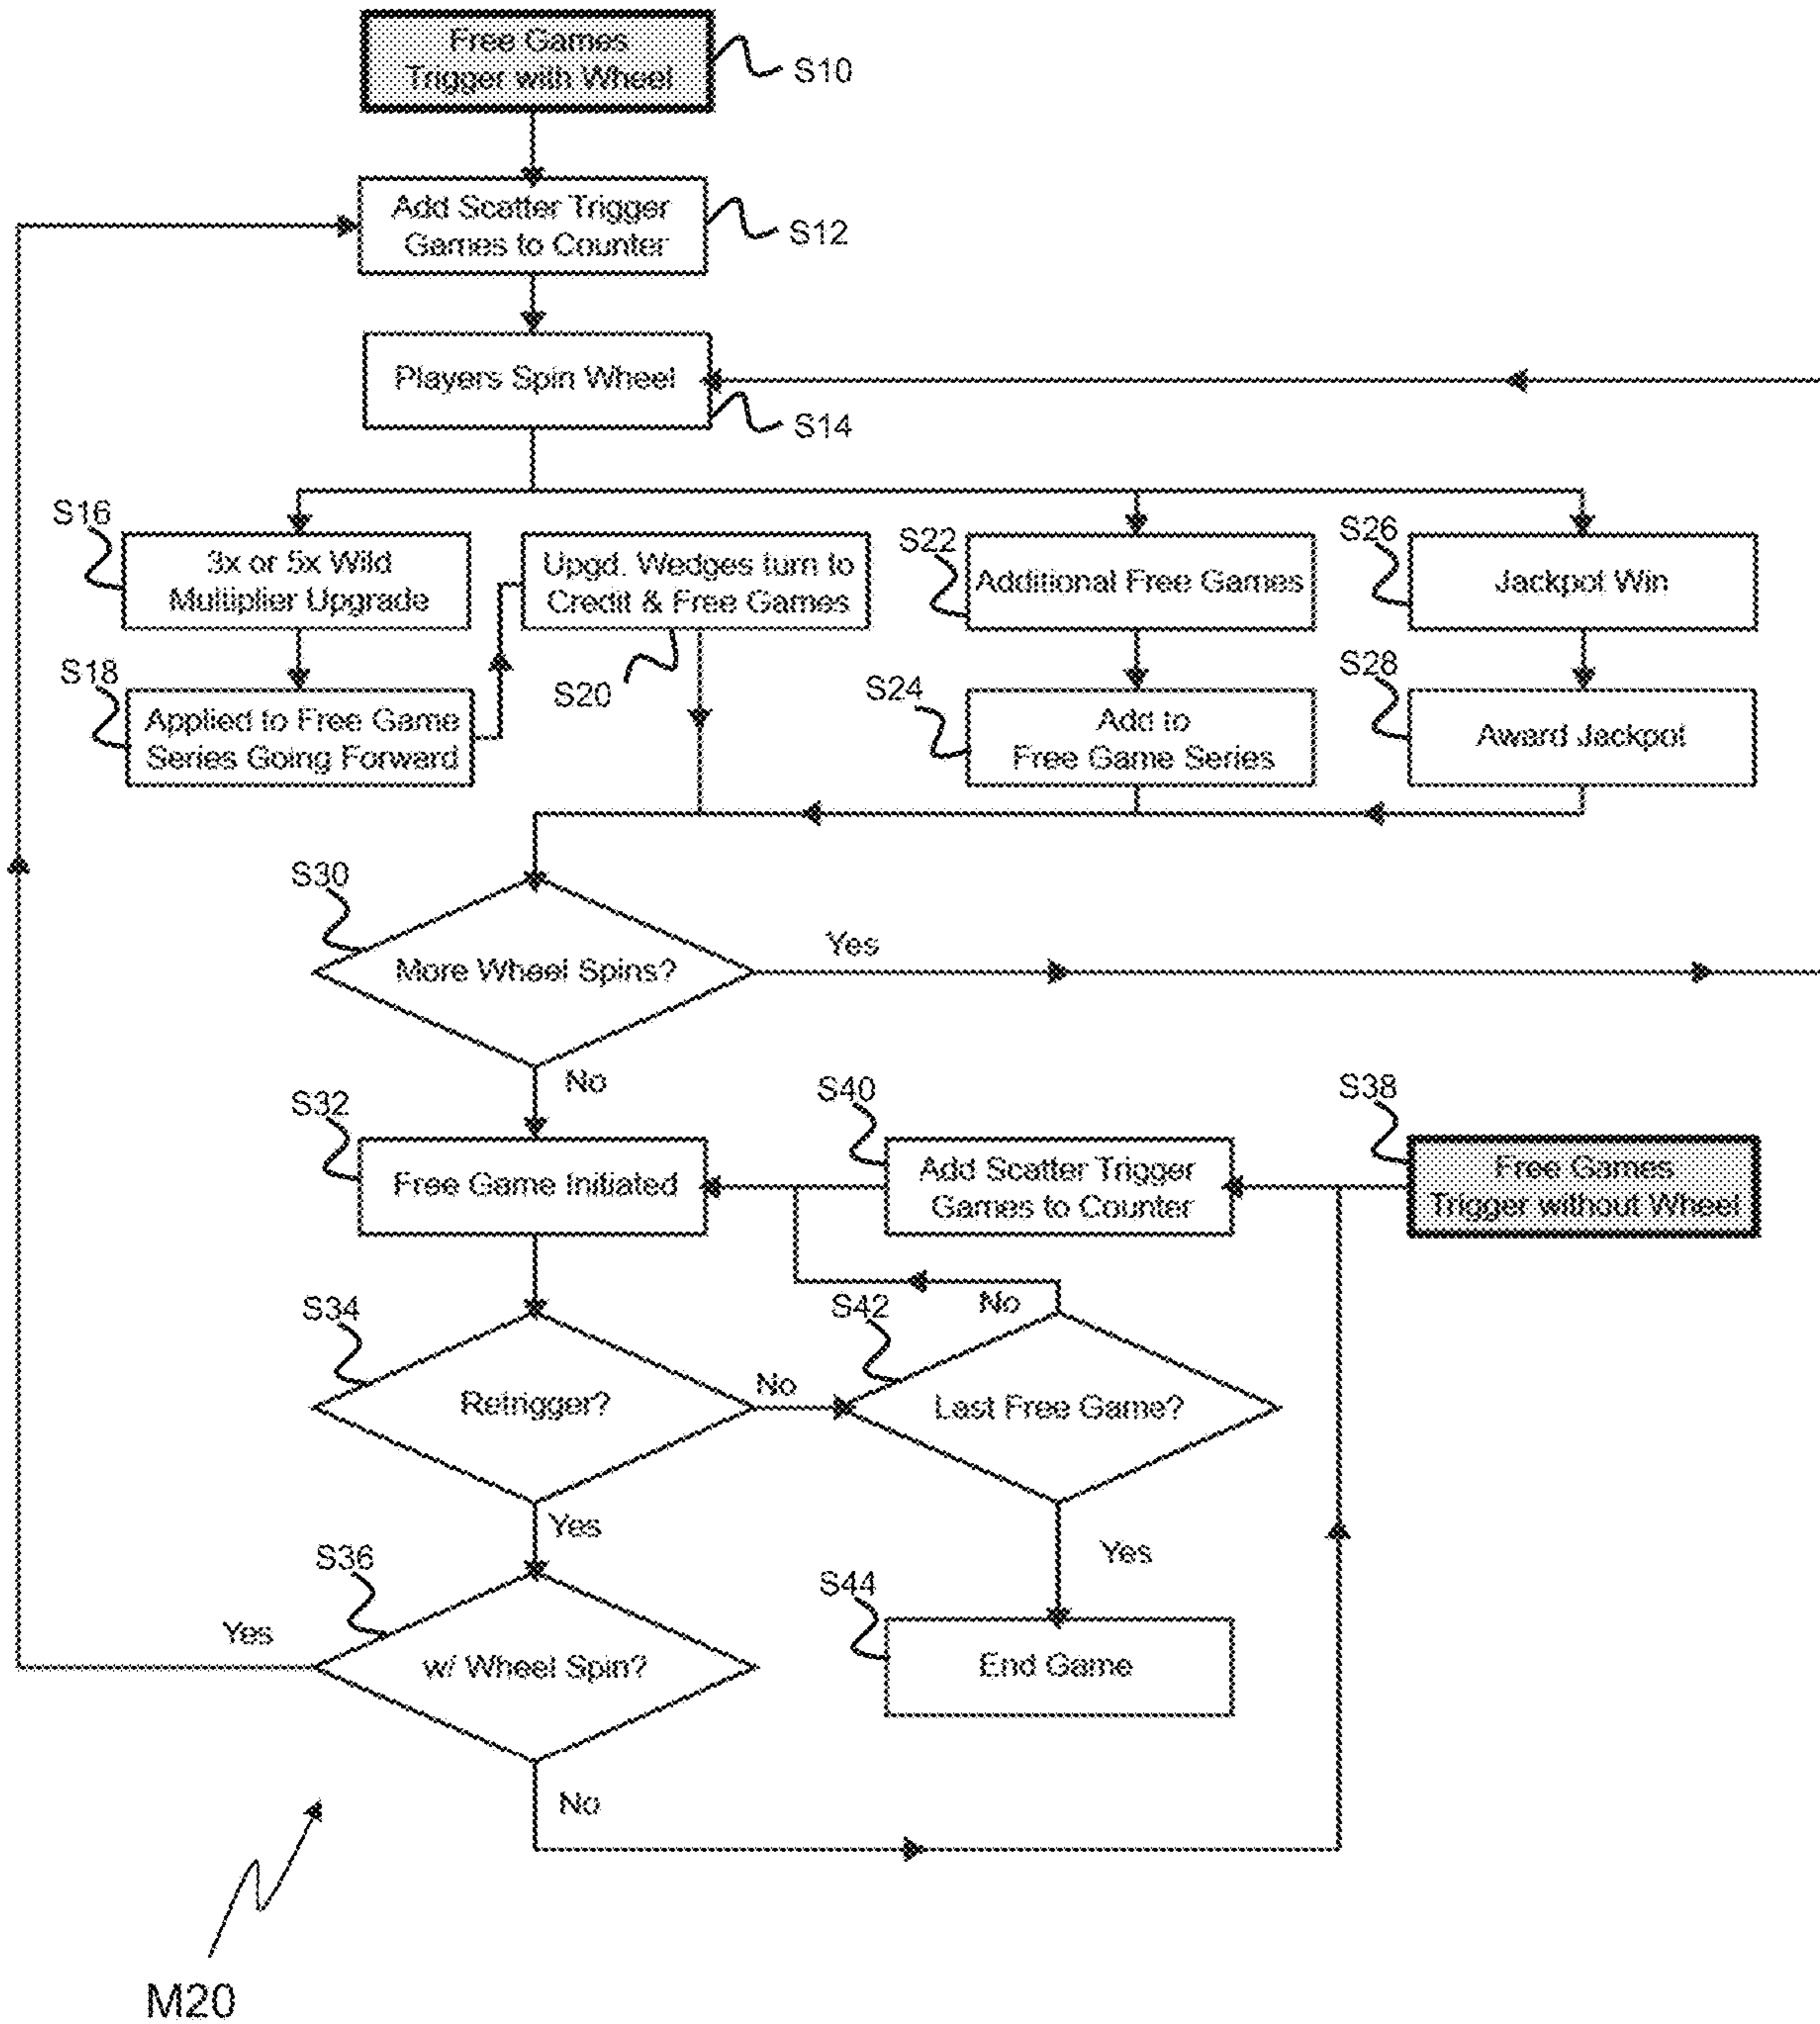 Free Games
Trigger with Wheel
S10
Add Scatter Trigger
Games to Counter
S12
Players Spin Wheel
S14
S16
3x or 5x Wild
Multiplier Upgrade
Upgd. Wedges turn to
Credit & Free Games
S22
Additional Free Games
S26
Jackpot Win
S18
Applied to Free Game
Series Going Forward
S20
S24
Add to
Free Game Series
S28
Award Jackpot
S30
More Wheel Spins?
Yes
No
S32
Free Game Initiated
S40
Add Scatter Trigger
Games to Counter
S38
Free Games
Trigger without Wheel
S34
Retrigger?
No
S42
No
Last Free Game?
Yes
Yes
S36
w/ Wheel Spin?
Yes
No
S44
End Game
M20